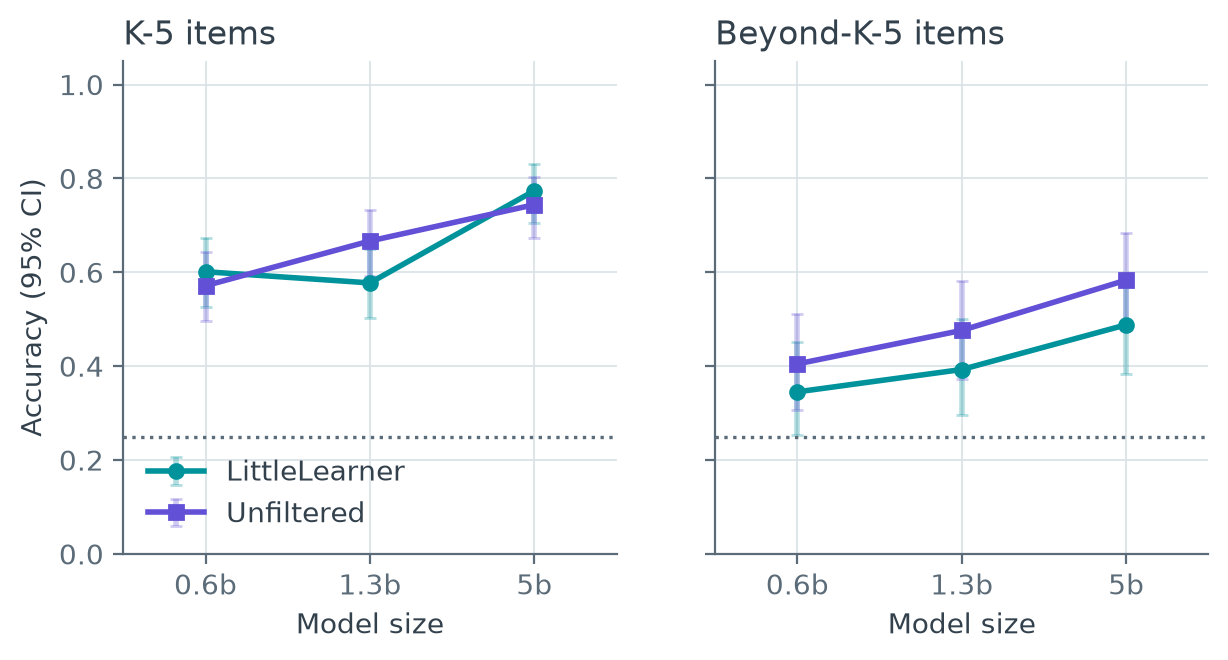 K-5 items
Beyond-K-5 items
Accuracy (95% CI)
1.0
0.8
0.6
0.4
0.2
0.0
LittleLearner
Unfiltered
0.6b
1.3b
5b
0.6b
1.3b
5b
Model size
Model size